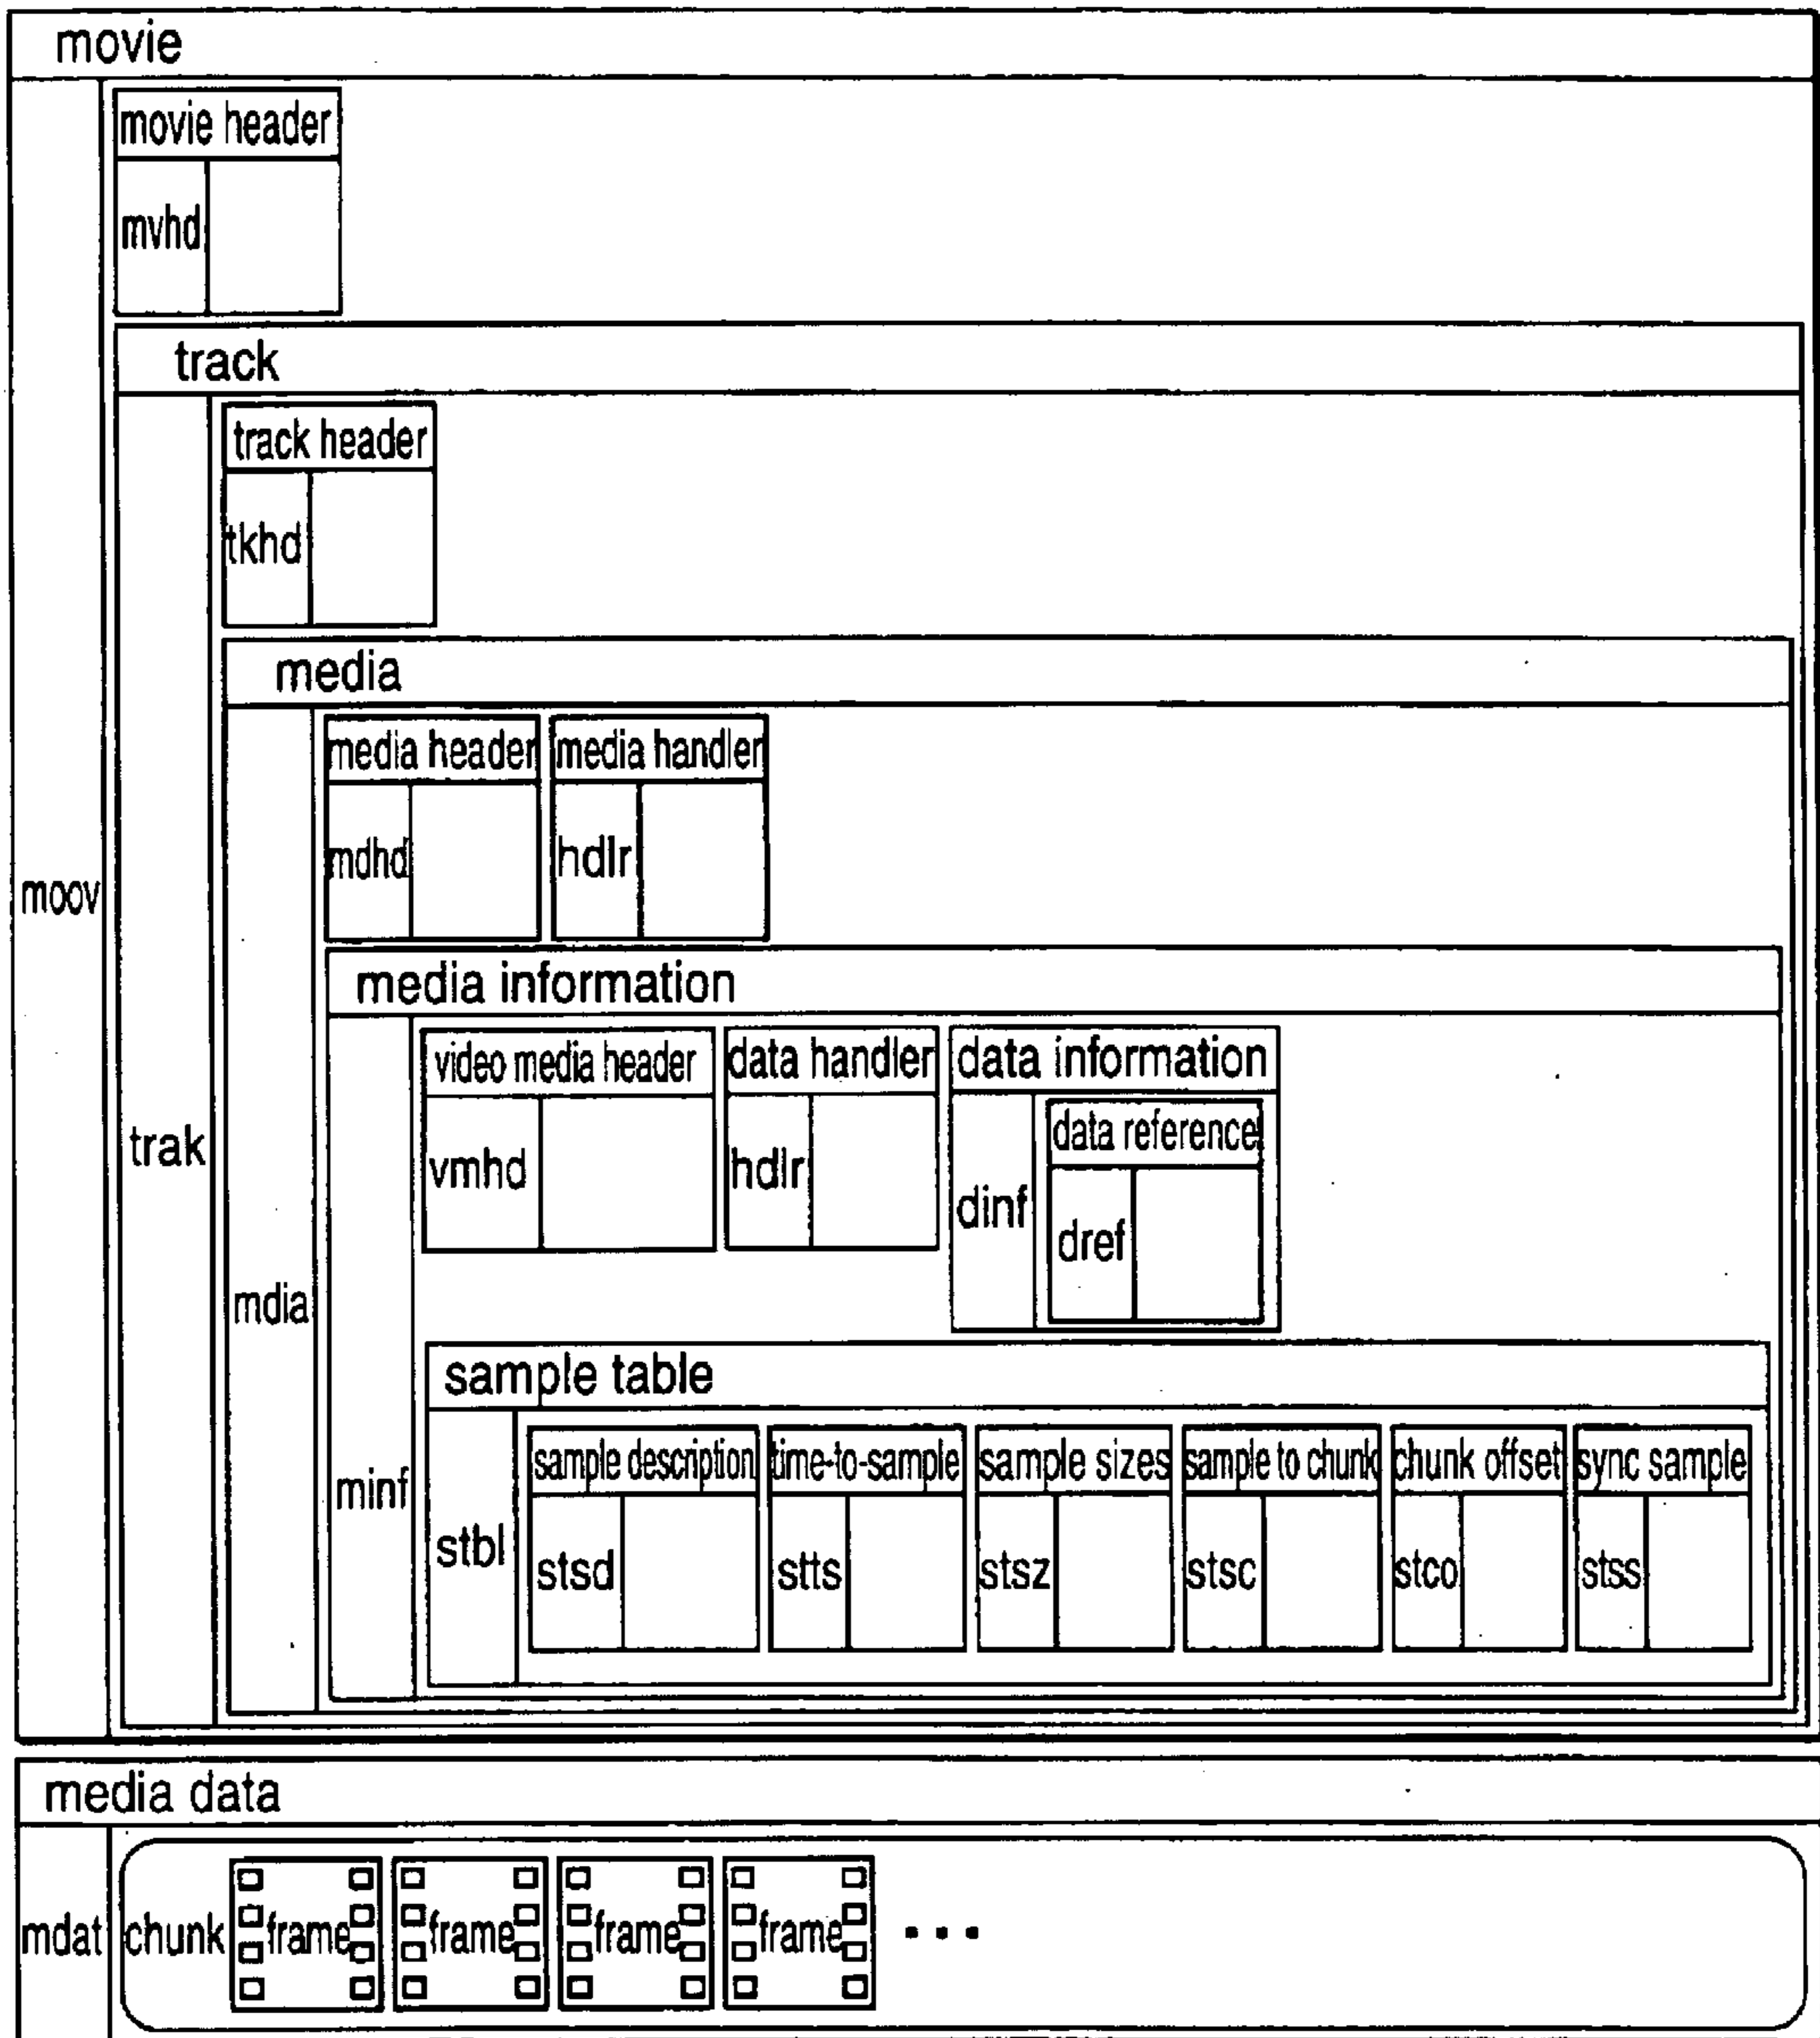 movie
movie header
mvhd
track
track header
tkhd
media
media header media handler
mdhd hdlr
moov
media information
video media header data handler data information
data reference
trak vmhd hdlr dinf dref
mdia
sample table
sample description time-to-sample sample sizes sample to chunk chunk offset sync sample
minf stbl stsd stts stsz stsc stco stss
media data
mdat chunk frame frame frame frame ...